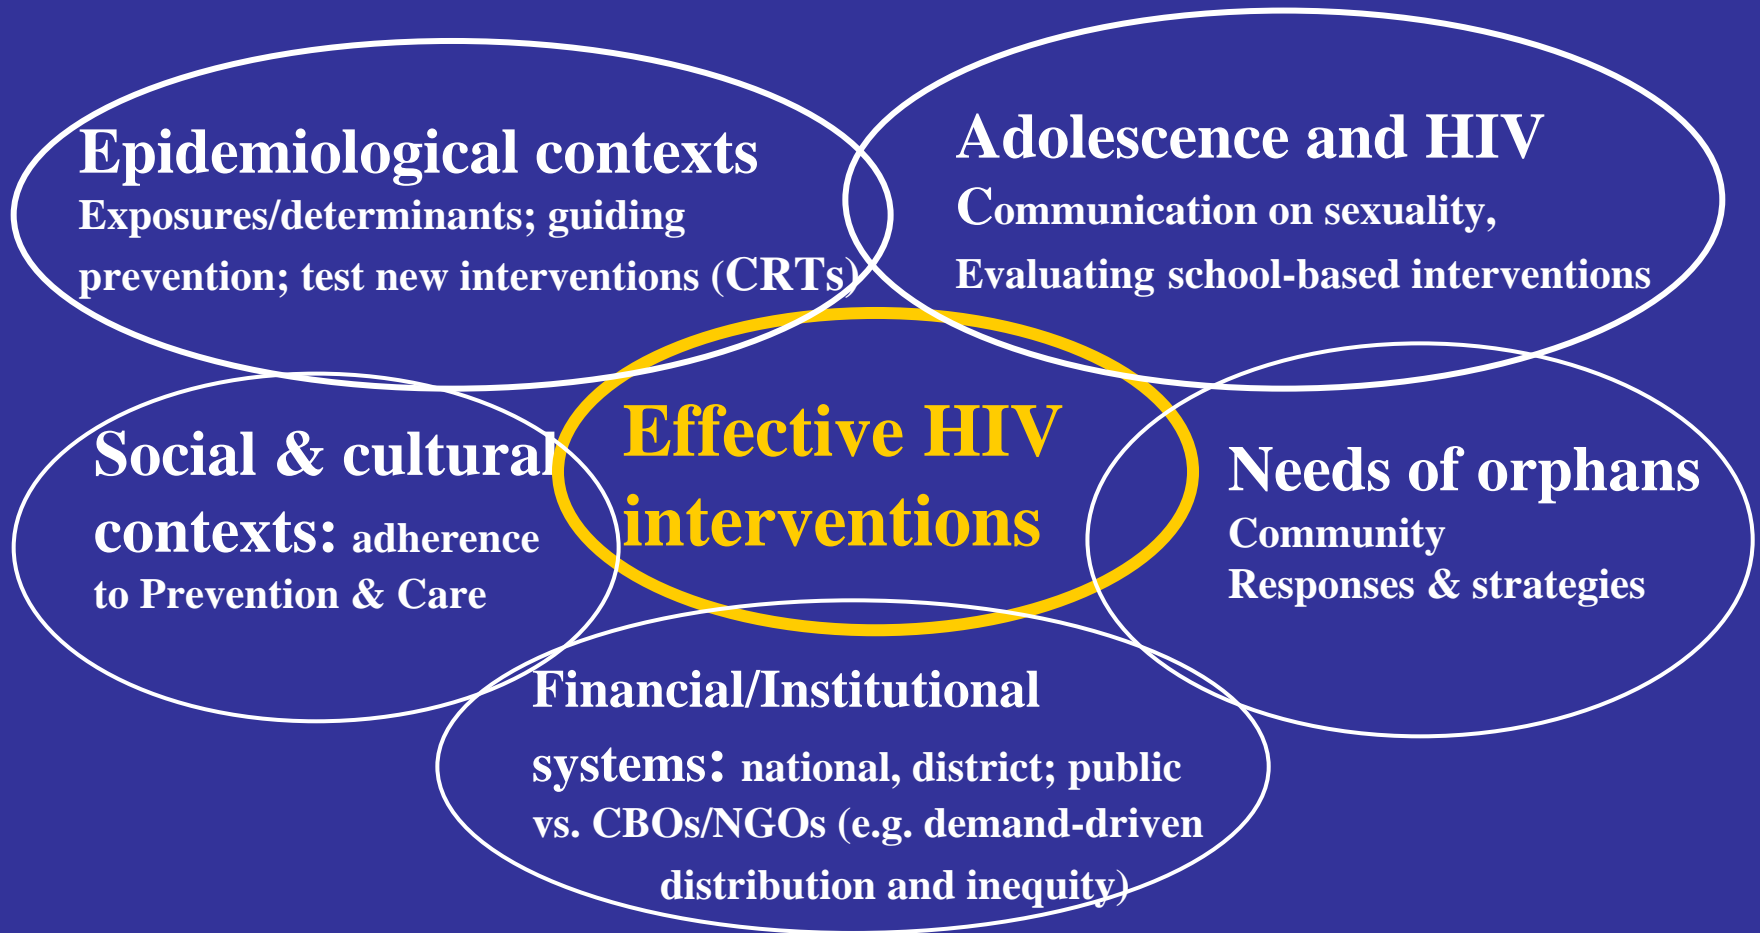 Epidemiological contexts
Exposures/determinants; guiding
prevention; test new interventions (CRTs)
Adolescence and HIV
Communication on sexuality,
Evaluating school-based interventions
Social & cultural
contexts: adherence
to Prevention & Care
Effective HIV
interventions
Needs of orphans
Community
Responses & strategies
Financial/Institutional
systems: national, district; public
vs. CBOs/NGOs (e.g. demand-driven
distribution and inequity)